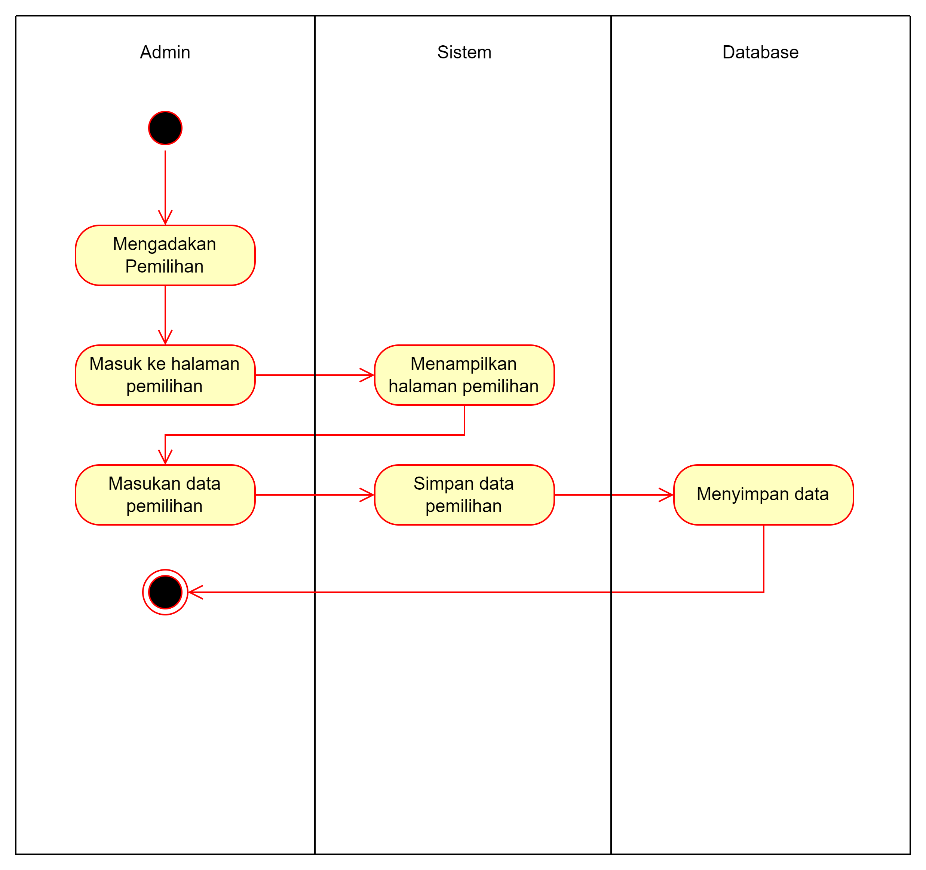 Admin
Sistem
Database
Mengadakan
Pemilihan
Masuk ke halaman
pemilihan
Menampilkan
halaman pemilihan
Masukan data
pemilihan
Simpan data
pemilihan
Menyimpan data